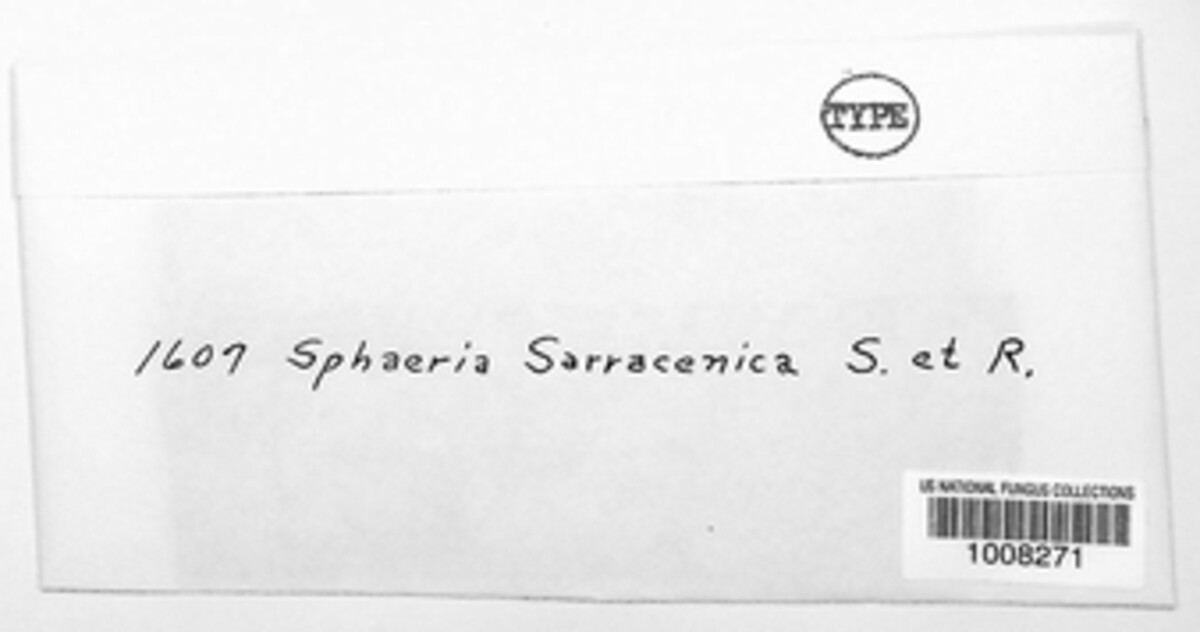 TYPE
1607 Sphaeria Sarracenica S. et R.
US NATIONAL FUNGUS COLLECTIONS
1008271